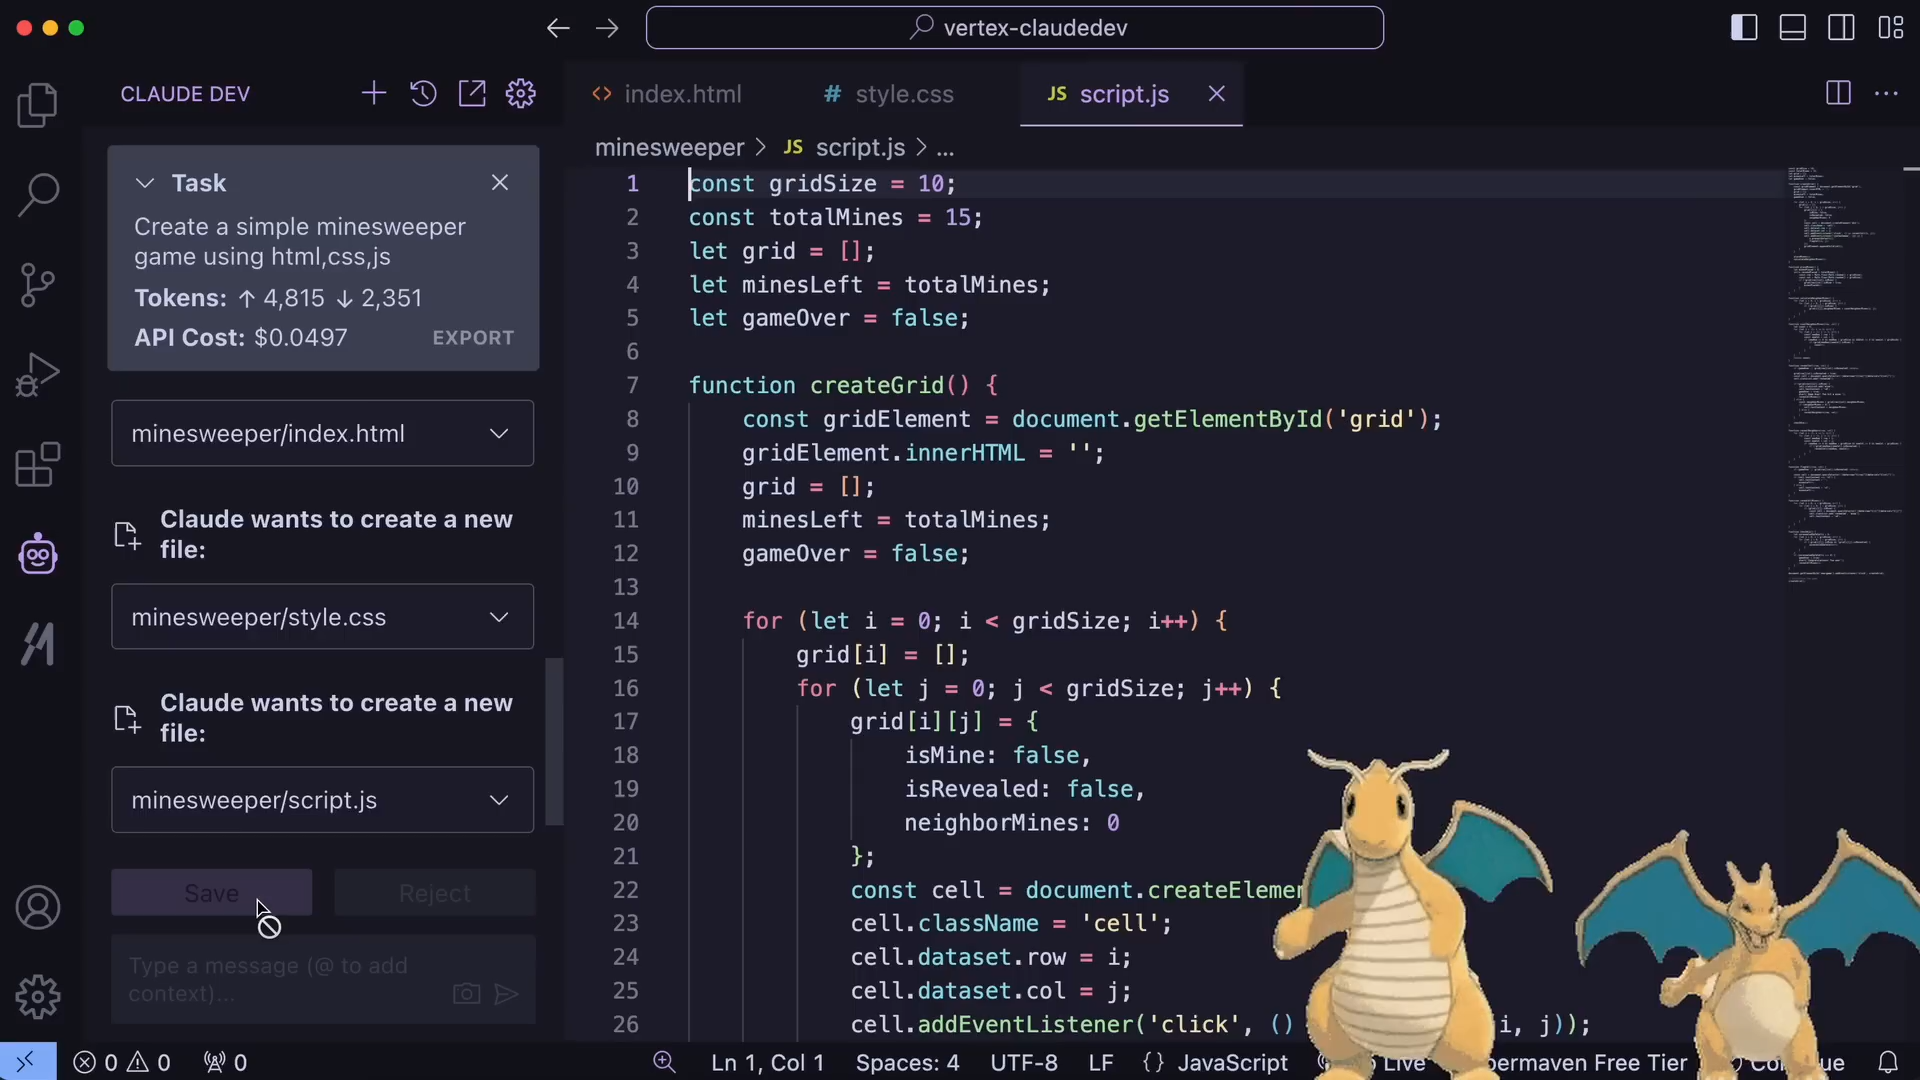 vertex-claudedev
CLAUDE DEV
Task
Create a simple minesweeper
game using html,css,js
Tokens: ↑ 4,815 ↓ 2,351
API Cost: $0.0497
EXPORT
minesweeper/index.html
Claude wants to create a new
file:
minesweeper/style.css
Claude wants to create a new
file:
minesweeper/script.js
Save
Reject
Type a message (@ to add
context)...
<> index.html
# style.css
JS script.js
minesweeper > JS script.js > ...
1 const gridSize = 10;
2 const totalMines = 15;
3 let grid = [];
4 let minesLeft = totalMines;
5 let gameOver = false;
6
7 function createGrid() {
8 const gridElement = document.getElementById('grid');
9 gridElement.innerHTML = '';
10 grid = [];
11 minesLeft = totalMines;
12 gameOver = false;
13
14 for (let i = 0; i < gridSize; i++) {
15 grid[i] = [];
16 for (let j = 0; j < gridSize; j++) {
17 grid[i][j] = {
18 isMine: false,
19 isRevealed: false,
20 neighborMines: 0
21 };
22 const cell = document.createElemen
23 cell.className = 'cell';
24 cell.dataset.row = i;
25 cell.dataset.col = j;
26 cell.addEventListener('click', () i, j));
0 0 0
Ln 1, Col 1
Spaces: 4
UTF-8
LF
{} JavaScript
Live
permaven Free Tier